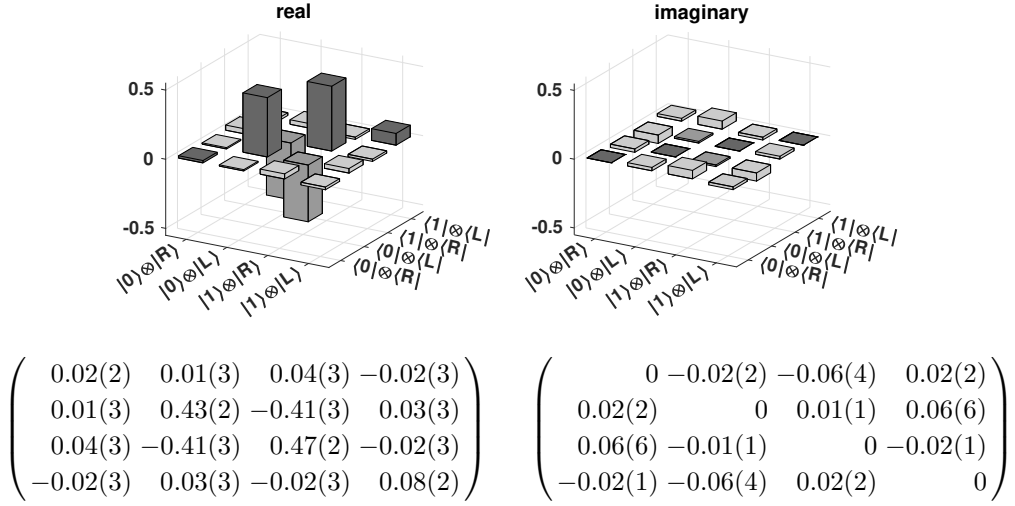 real
imaginary
0.5
0
-0.5
|0⟩⊗|R⟩
|0⟩⊗|L⟩
|1⟩⊗|R⟩
|1⟩⊗|L⟩
⟨1|⊗⟨L|
⟨1|⊗⟨R|
⟨0|⊗⟨L|
⟨0|⊗⟨R|
0.5
0
-0.5
|0⟩⊗|R⟩
|0⟩⊗|L⟩
|1⟩⊗|R⟩
|1⟩⊗|L⟩
⟨1|⊗⟨L|
⟨1|⊗⟨R|
⟨0|⊗⟨L|
⟨0|⊗⟨R|
0.02(2) 0.01(3) 0.04(3) −0.02(3)
0.01(3) 0.43(2) −0.41(3) 0.03(3)
0.04(3) −0.41(3) 0.47(2) −0.02(3)
−0.02(3) 0.03(3) −0.02(3) 0.08(2)
0 −0.02(2) −0.06(4) 0.02(2)
0.02(2) 0 0.01(1) 0.06(6)
0.06(6) −0.01(1) 0 −0.02(1)
−0.02(1) −0.06(4) 0.02(2) 0